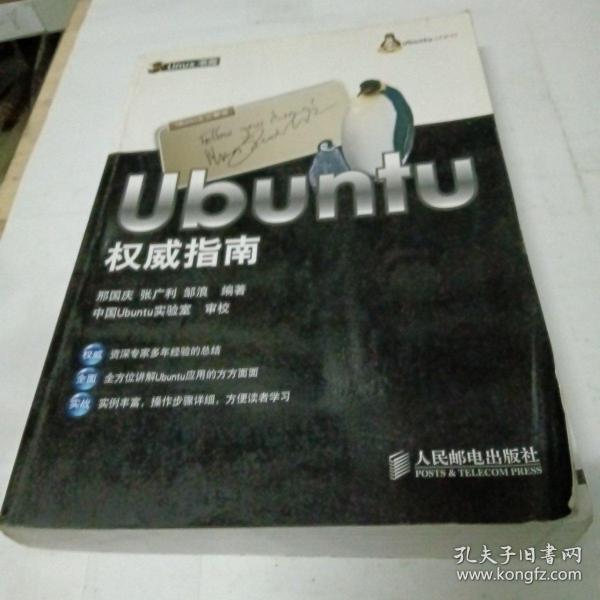 Linux
ubuntu
Follow your dreams!
Ubuntu
权威指南
邢国庆 张广利 邹浪 编著
中国Ubuntu实验室 审校
权威 资深专家多年经验的总结
全面 全方位讲解Ubuntu应用的方方面面
实战 实例丰富，操作步骤详细，方便读者学习
人民邮电出版社
POSTS & TELECOM PRESS
孔夫子旧书网
www.kongfz.com